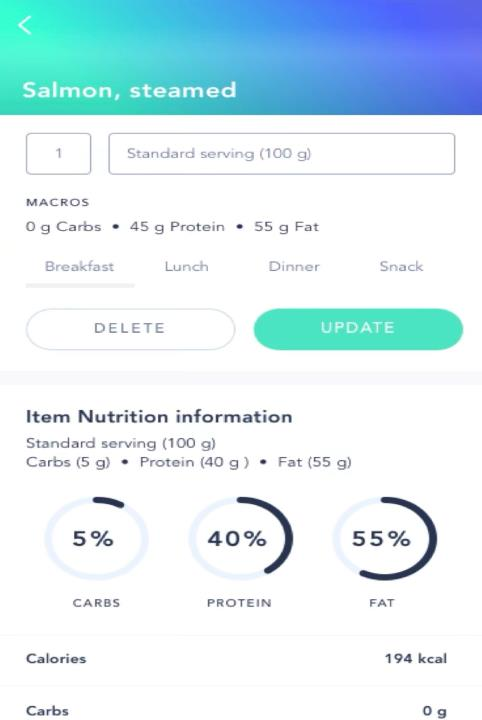 Salmon, steamed
1 Standard serving (100 g)
MACROS
0 g Carbs • 45 g Protein • 55 g Fat
Breakfast Lunch Dinner Snack
DELETE UPDATE
Item Nutrition information
Standard serving (100 g)
Carbs (5 g) • Protein (40 g ) • Fat (55 g)
5% 40% 55%
CARBS PROTEIN FAT
Calories 194 kcal
Carbs 0 g